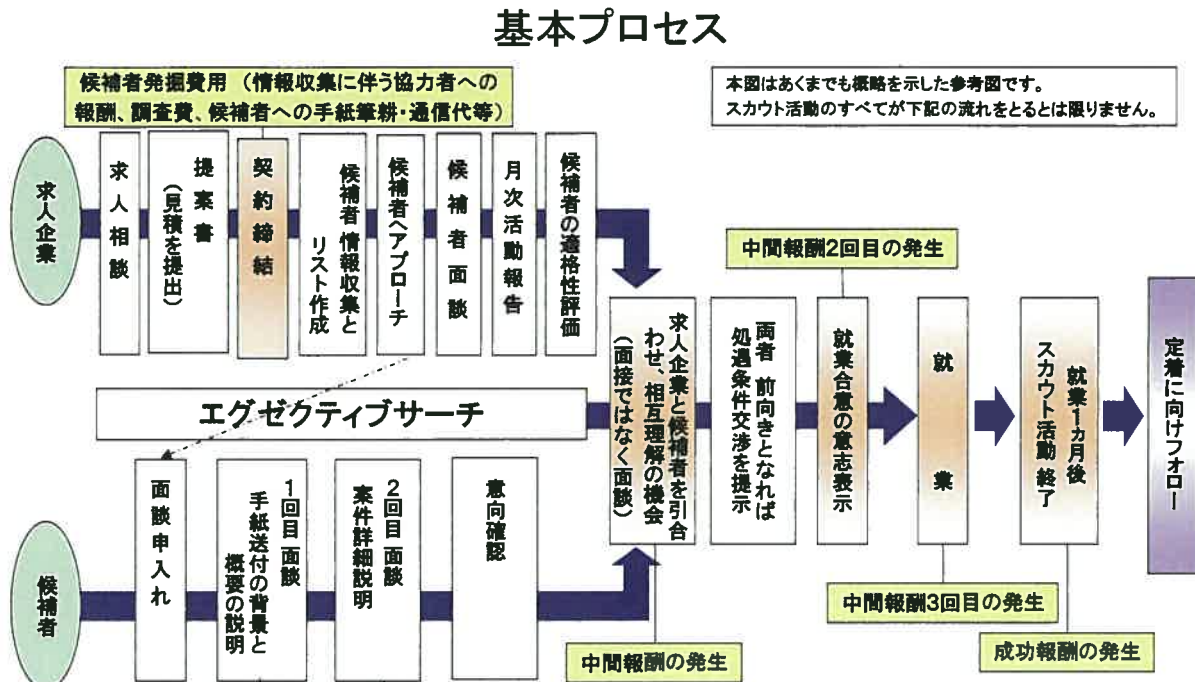 基本プロセス
候補者発掘費用 （情報収集に伴う協力者への
報酬、調査費、候補者への手紙筆耕・通信代等）
本図はあくまでも概略を示した参考図です。
スカウト活動のすべてが下記の流れをとるとは限りません。
求人企業
求人相談
提案書
（見積を提出）
契約締結
候補者 情報収集と
リスト作成
候補者へアプローチ
候補者面談
月次活動報告
候補者の適格性評価
中間報酬2回目の発生
エグゼクティブサーチ
求人企業と候補者を引合
わせ、相互理解の機会
（面接ではなく面談）
両者 前向きとなれば
処遇条件交渉を提示
就業合意の意志表示
就業
就業１ヵ月後
スカウト活動 終了
定着に向けフォロー
候補者
面談申入れ
１回目 面談
手紙送付の背景と
概要の説明
２回目 面談
案件詳細説明
意向確認
中間報酬の発生
中間報酬3回目の発生
成功報酬の発生